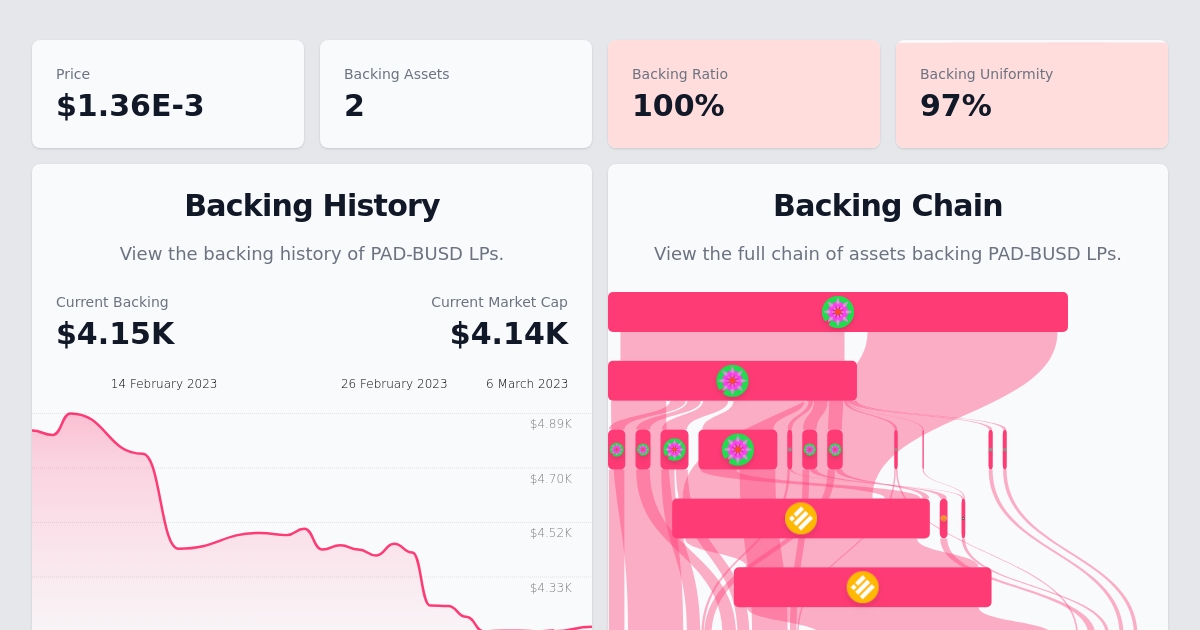 Price
$1.36E-3
Backing Assets
2
Backing Ratio
100%
Backing Uniformity
97%
Backing History
View the backing history of PAD-BUSD LPs.
Current Backing
$4.15K
Current Market Cap
$4.14K
14 February 2023
26 February 2023
6 March 2023
$4.89K
$4.70K
$4.52K
$4.33K
Backing Chain
View the full chain of assets backing PAD-BUSD LPs.